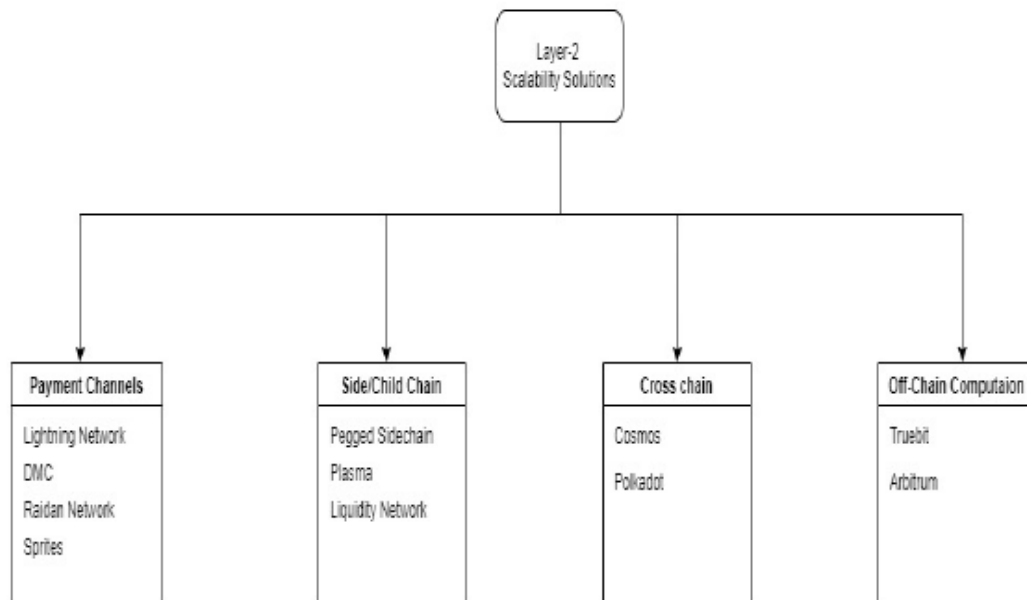 Layer-2
Scalability Solutions
Payment Channels
Lightning Network
DMC
Raidan Network
Sprites
Side/Child Chain
Pegged Sidechain
Plasma
Liquidity Network
Cross chain
Cosmos
Polkadot
Off-Chain Computaion
Truebit
Arbitrum